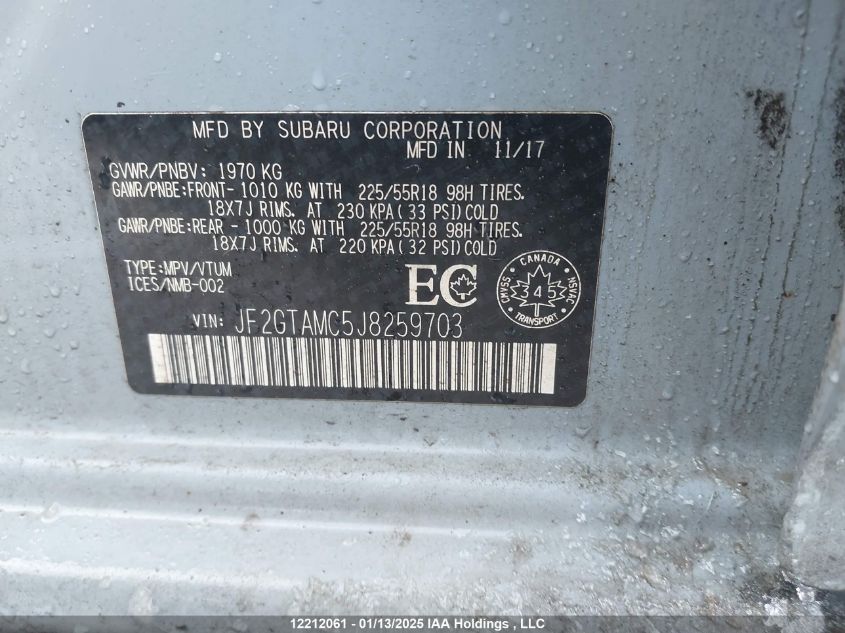 MFD BY SUBARU CORPORATION
MFD IN 11/17
GVWR/PNBV: 1970 KG
GAWR/PNBE:FRONT- 1010 KG WITH 225/55R18 98H TIRES.
18X7J RIMS. AT 230 KPA(33 PSI)COLD
GAWR/PNBE:REAR - 1000 KG WITH 225/55R18 98H TIRES.
18X7J RIMS. AT 220 KPA(32 PSI)COLD
TYPE:MPV/VTUM
ICES/NMB-002
EC
CANADA
CMVSS 345 NSVAC
TRANSPORT
VIN: JF2GTAMC5J8259703
12212061 - 01/13/2025 IAA Holdings , LLC